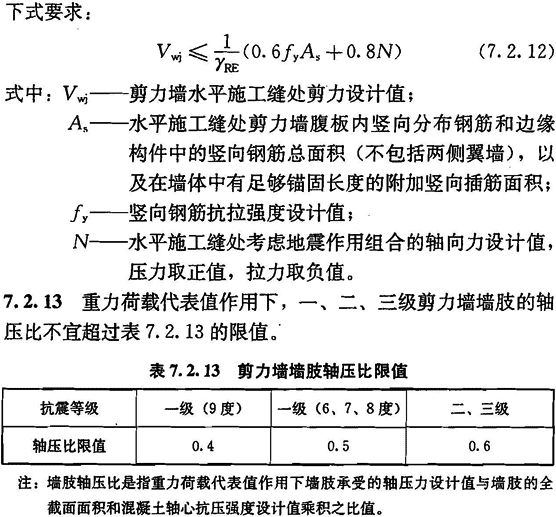 下式要求：
V_wj ≤ 1/γ_RE (0.6f_yA_s + 0.8N) (7.2.12)
式中：V_wj——剪力墙水平施工缝处剪力设计值；
A_s——水平施工缝处剪力墙腹板内竖向分布钢筋和边缘
构件中的竖向钢筋总面积（不包括两侧翼墙），以
及在墙体中有足够锚固长度的附加竖向插筋面积；
f_y——竖向钢筋抗拉强度设计值；
N——水平施工缝处考虑地震作用组合的轴向力设计值，
压力取正值，拉力取负值。
7.2.13 重力荷载代表值作用下，一、二、三级剪力墙墙肢的轴
压比不宜超过表 7.2.13 的限值。
表 7.2.13 剪力墙墙肢轴压比限值
抗震等级 一级（9 度） 一级（6、7、8 度） 二、三级
轴压比限值 0.4 0.5 0.6
注：墙肢轴压比是指重力荷载代表值作用下墙肢承受的轴压力设计值与墙肢的全
截面面积和混凝土轴心抗压强度设计值乘积之比值。